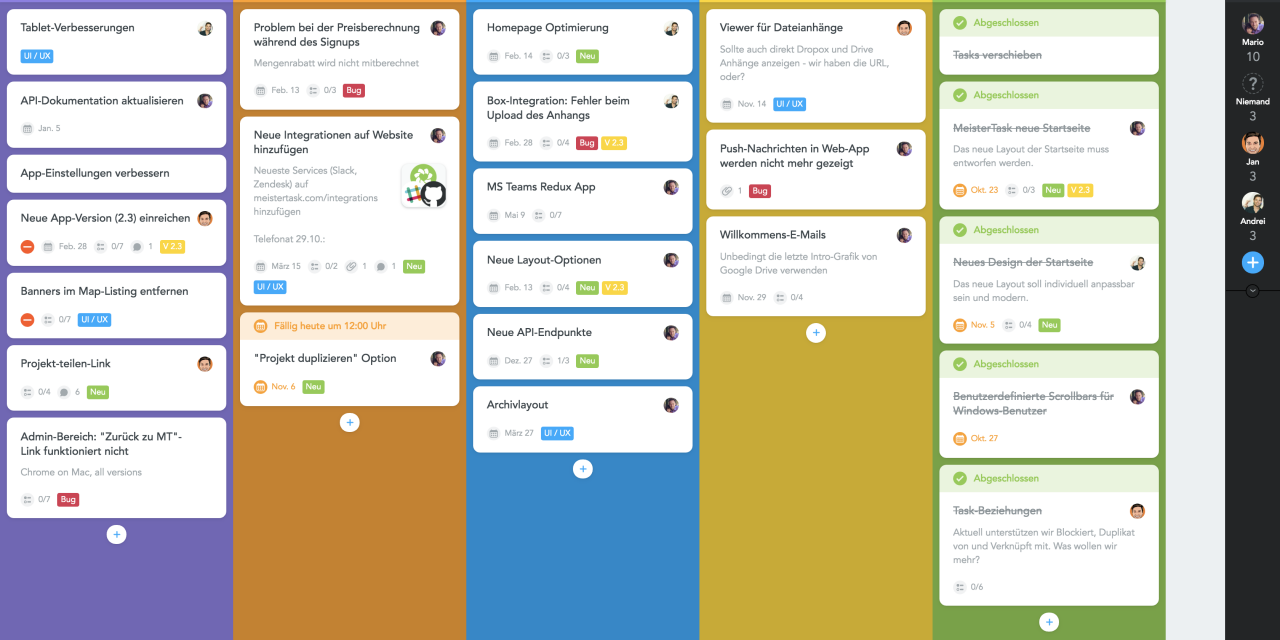 Tablet-Verbesserungen
UI / UX
API-Dokumentation aktualisieren
Jan. 5
App-Einstellungen verbessern
Neue App-Version (2.3) einreichen
Feb. 28 0/7 1 V 2.3
Banners im Map-Listing entfernen
0/7 UI / UX
Projekt-teilen-Link
0/4 6 Neu
Admin-Bereich: "Zurück zu MT"-
Link funktioniert nicht
Chrome on Mac, all versions
0/7 Bug
Problem bei der Preisberechnung
während des Signups
Mengenrabatt wird nicht mitberechnet
Feb. 13 0/3 Bug
Neue Integrationen auf Website
hinzufügen
Neueste Services (Slack,
Zendesk) auf
meistertask.com/integrations
hinzufügen
Telefonat 29.10.:
März 15 0/2 1 1 Neu
UI / UX
Fällig heute um 12:00 Uhr
"Projekt duplizieren" Option
Nov. 6 Neu
Homepage Optimierung
Feb. 14 0/3 Neu
Box-Integration: Fehler beim
Upload des Anhangs
Feb. 28 0/4 Bug V 2.3
MS Teams Redux App
Mai 9 0/7
Neue Layout-Optionen
Feb. 13 0/4 Neu V 2.3
Neue API-Endpunkte
Dez. 27 1/3 Neu
Archivlayout
März 27 UI / UX
Viewer für Dateianhänge
Sollte auch direkt Dropox und Drive
Anhänge anzeigen - wir haben die URL,
oder?
Nov. 14 UI / UX
Push-Nachrichten in Web-App
werden nicht mehr gezeigt
1 Bug
Willkommens-E-Mails
Unbedingt die letzte Intro-Grafik von
Google Drive verwenden
Nov. 29 0/4
Abgeschlossen
Tasks verschieben
Abgeschlossen
MeisterTask neue Startseite
Das neue Layout der Startseite muss
entworfen werden.
Okt. 23 0/3 Neu V 2.3
Abgeschlossen
Neues Design der Startseite
Das neue Layout soll individuell anpassbar
sein und modern.
Nov. 5 0/4 Neu
Abgeschlossen
Benutzerdefinierte Scrollbars für
Windows-Benutzer
Okt. 27
Abgeschlossen
Task-Beziehungen
Aktuell unterstützen wir Blockiert, Duplikat
von und Verknüpft mit. Was wollen wir
mehr?
0/6
Mario
10
?
Niemand
3
Jan
3
Andrei
3